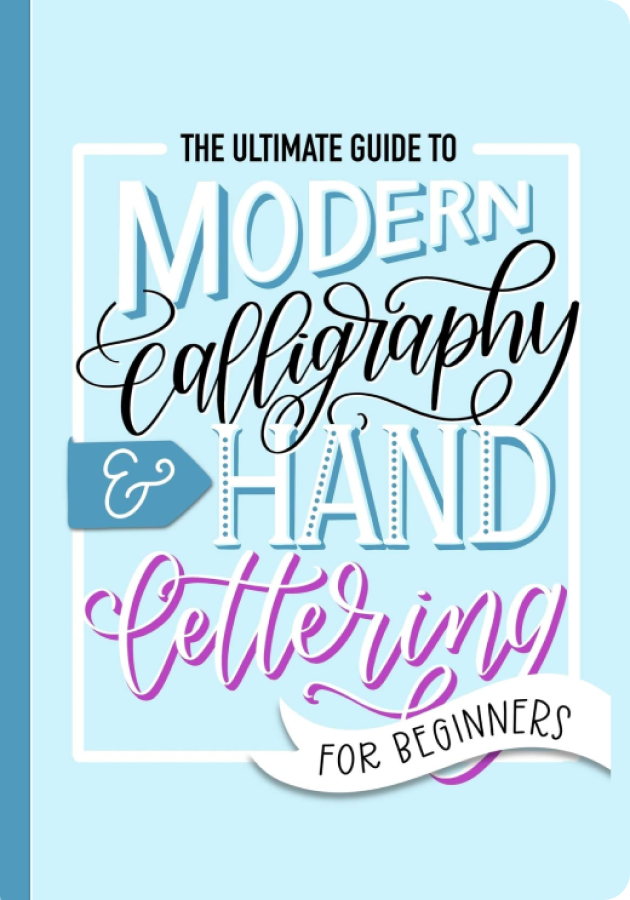 THE ULTIMATE GUIDE TO
MODERN
Calligraphy
& HAND
lettering
FOR BEGINNERS